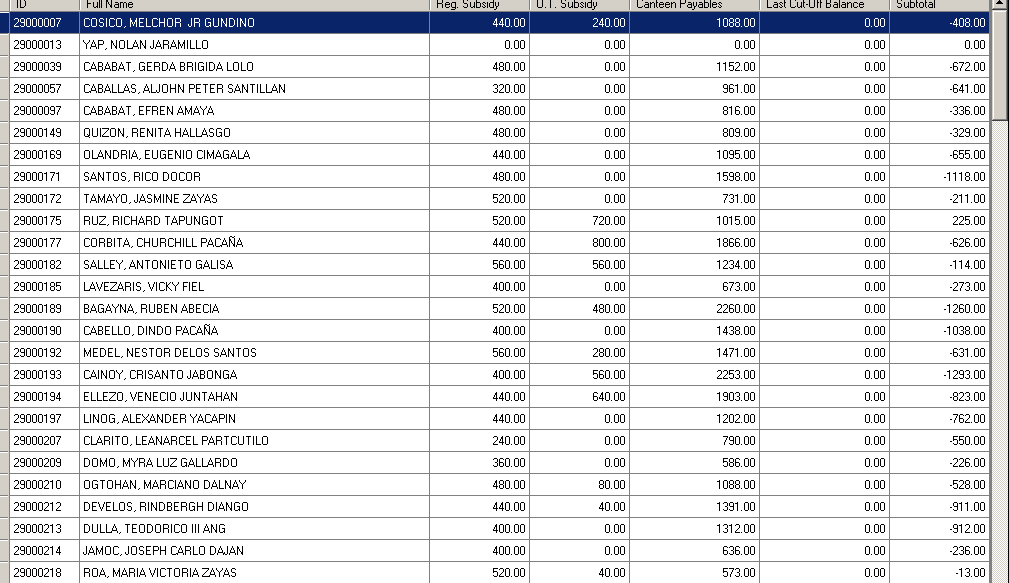 ID Full Name Reg. Subsidy O.T. Subsidy Canteen Payables Last Cut-Off Balance Subtotal
29000007 COSICO, MELCHOR  JR GUNDINO 440.00 240.00 1088.00 0.00 -408.00
29000013 YAP, NOLAN JARAMILLO 0.00 0.00 0.00 0.00 0.00
29000039 CABABAT, GERDA BRIGIDA LOLO 480.00 0.00 1152.00 0.00 -672.00
29000057 CABALLAS, ALJOHN PETER SANTILLAN 320.00 0.00 961.00 0.00 -641.00
29000097 CABABAT, EFREN AMAYA 480.00 0.00 816.00 0.00 -336.00
29000149 QUIZON, RENITA HALLASGO 480.00 0.00 809.00 0.00 -329.00
29000169 OLANDRIA, EUGENIO CIMAGALA 440.00 0.00 1095.00 0.00 -655.00
29000171 SANTOS, RICO DOCOR 480.00 0.00 1598.00 0.00 -1118.00
29000172 TAMAYO, JASMINE ZAYAS 520.00 0.00 731.00 0.00 -211.00
29000175 RUZ, RICHARD TAPUNGOT 520.00 720.00 1015.00 0.00 225.00
29000177 CORBITA, CHURCHILL PACAÑA 440.00 800.00 1866.00 0.00 -626.00
29000182 SALLEY, ANTONIETO GALISA 560.00 560.00 1234.00 0.00 -114.00
29000185 LAVEZARIS, VICKY FIEL 400.00 0.00 673.00 0.00 -273.00
29000189 BAGAYNA, RUBEN ABECIA 520.00 480.00 2260.00 0.00 -1260.00
29000190 CABELLO, DINDO PACAÑA 400.00 0.00 1438.00 0.00 -1038.00
29000192 MEDEL, NESTOR DELOS SANTOS 560.00 280.00 1471.00 0.00 -631.00
29000193 CAINOY, CRISANTO JABONGA 400.00 560.00 2253.00 0.00 -1293.00
29000194 ELLEZO, VENECIO JUNTAHAN 440.00 640.00 1903.00 0.00 -823.00
29000197 LINOG, ALEXANDER YACAPIN 440.00 0.00 1202.00 0.00 -762.00
29000207 CLARITO, LEANARCEL PARTCUTILO 240.00 0.00 790.00 0.00 -550.00
29000209 DOMO, MYRA LUZ GALLARDO 360.00 0.00 586.00 0.00 -226.00
29000210 OGTOHAN, MARCIANO DALNAY 480.00 80.00 1088.00 0.00 -528.00
29000212 DEVELOS, RINDBERGH DIANGO 440.00 40.00 1391.00 0.00 -911.00
29000213 DULLA, TEODORICO III ANG 400.00 0.00 1312.00 0.00 -912.00
29000214 JAMOC, JOSEPH CARLO DAJAN 400.00 0.00 636.00 0.00 -236.00
29000218 ROA, MARIA VICTORIA ZAYAS 520.00 40.00 573.00 0.00 -13.00